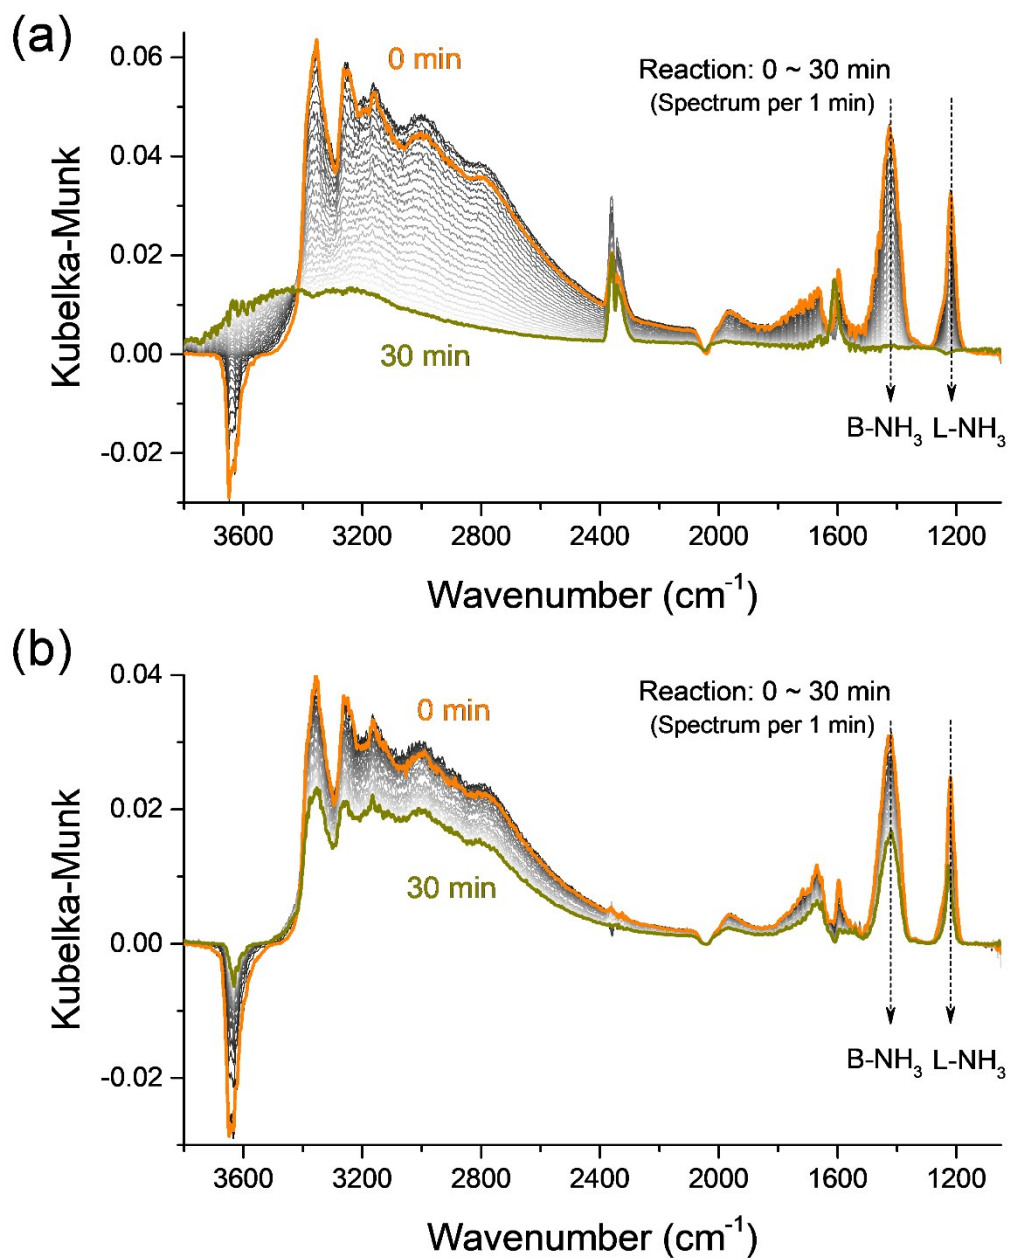 (a)
0 min
Reaction: 0 ~ 30 min
(Spectrum per 1 min)
0.06
0.04
0.02
0.00
-0.02
Kubelka-Munk
30 min
B-NH3 L-NH3
3600 3200 2800 2400 2000 1600 1200
Wavenumber (cm-1)
(b)
0 min
Reaction: 0 ~ 30 min
(Spectrum per 1 min)
0.04
0.02
0.00
-0.02
Kubelka-Munk
30 min
B-NH3 L-NH3
3600 3200 2800 2400 2000 1600 1200
Wavenumber (cm-1)